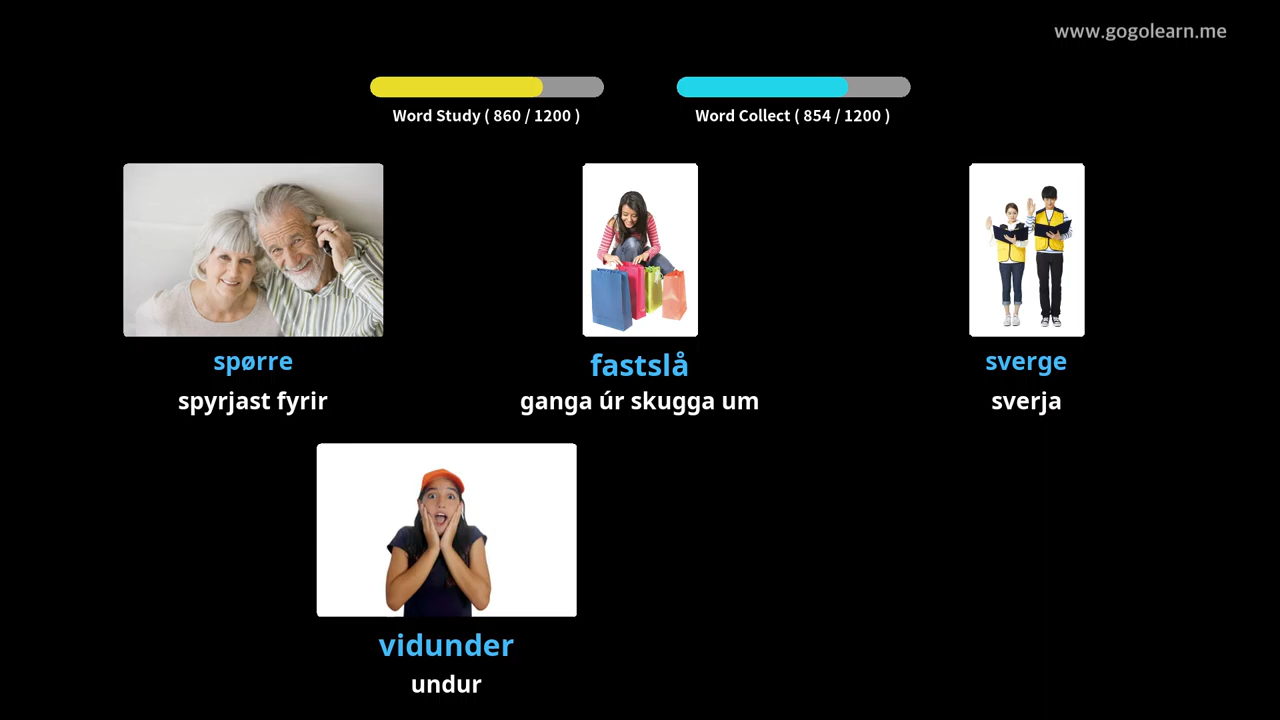 www.gogolearn.me
Word Study ( 860 / 1200 )
Word Collect ( 854 / 1200 )
spørre
fastslå
sverge
spyrjast fyrir
ganga úr skugga um
sverja
vidunder
undur